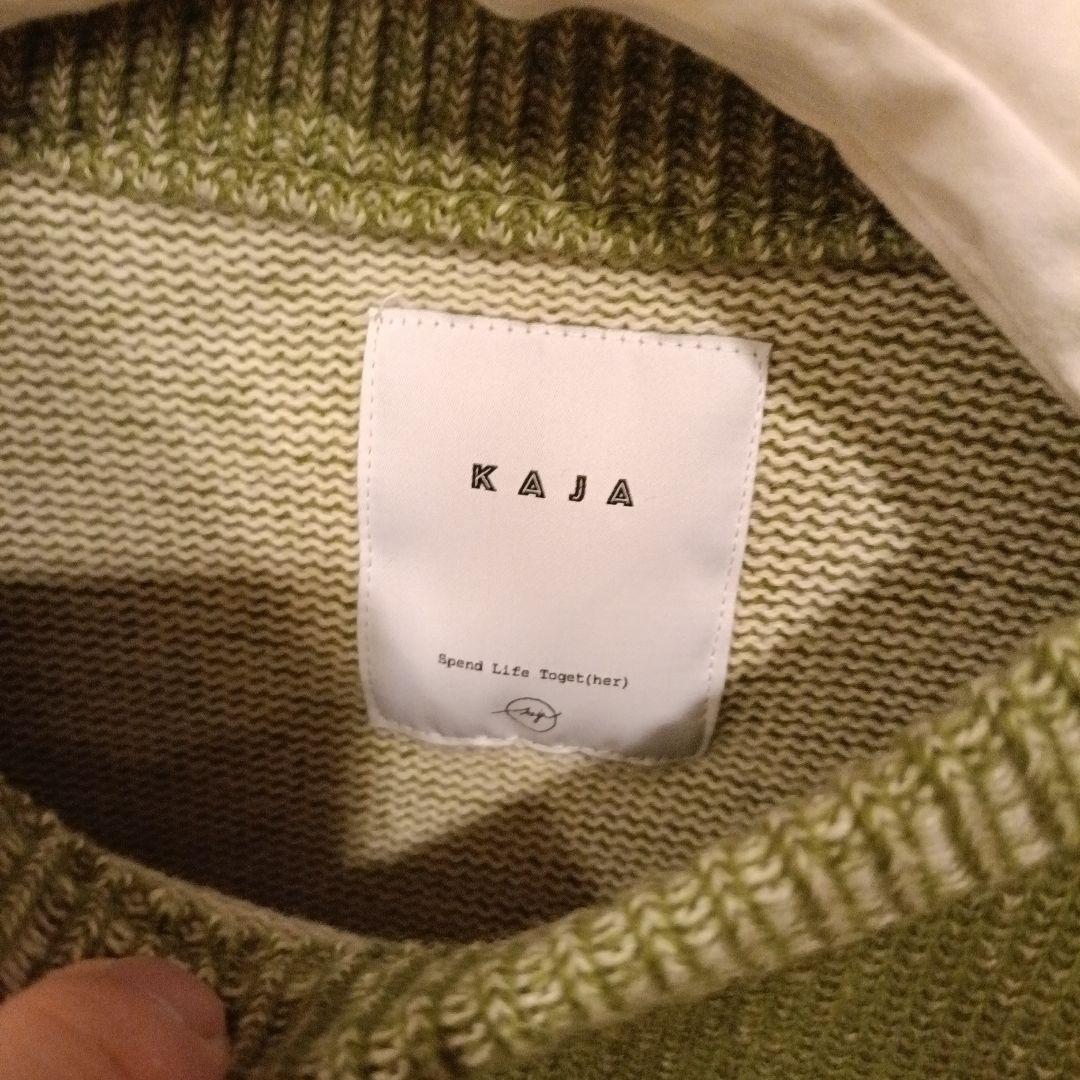 KAJA
Spend Life Toget(her)